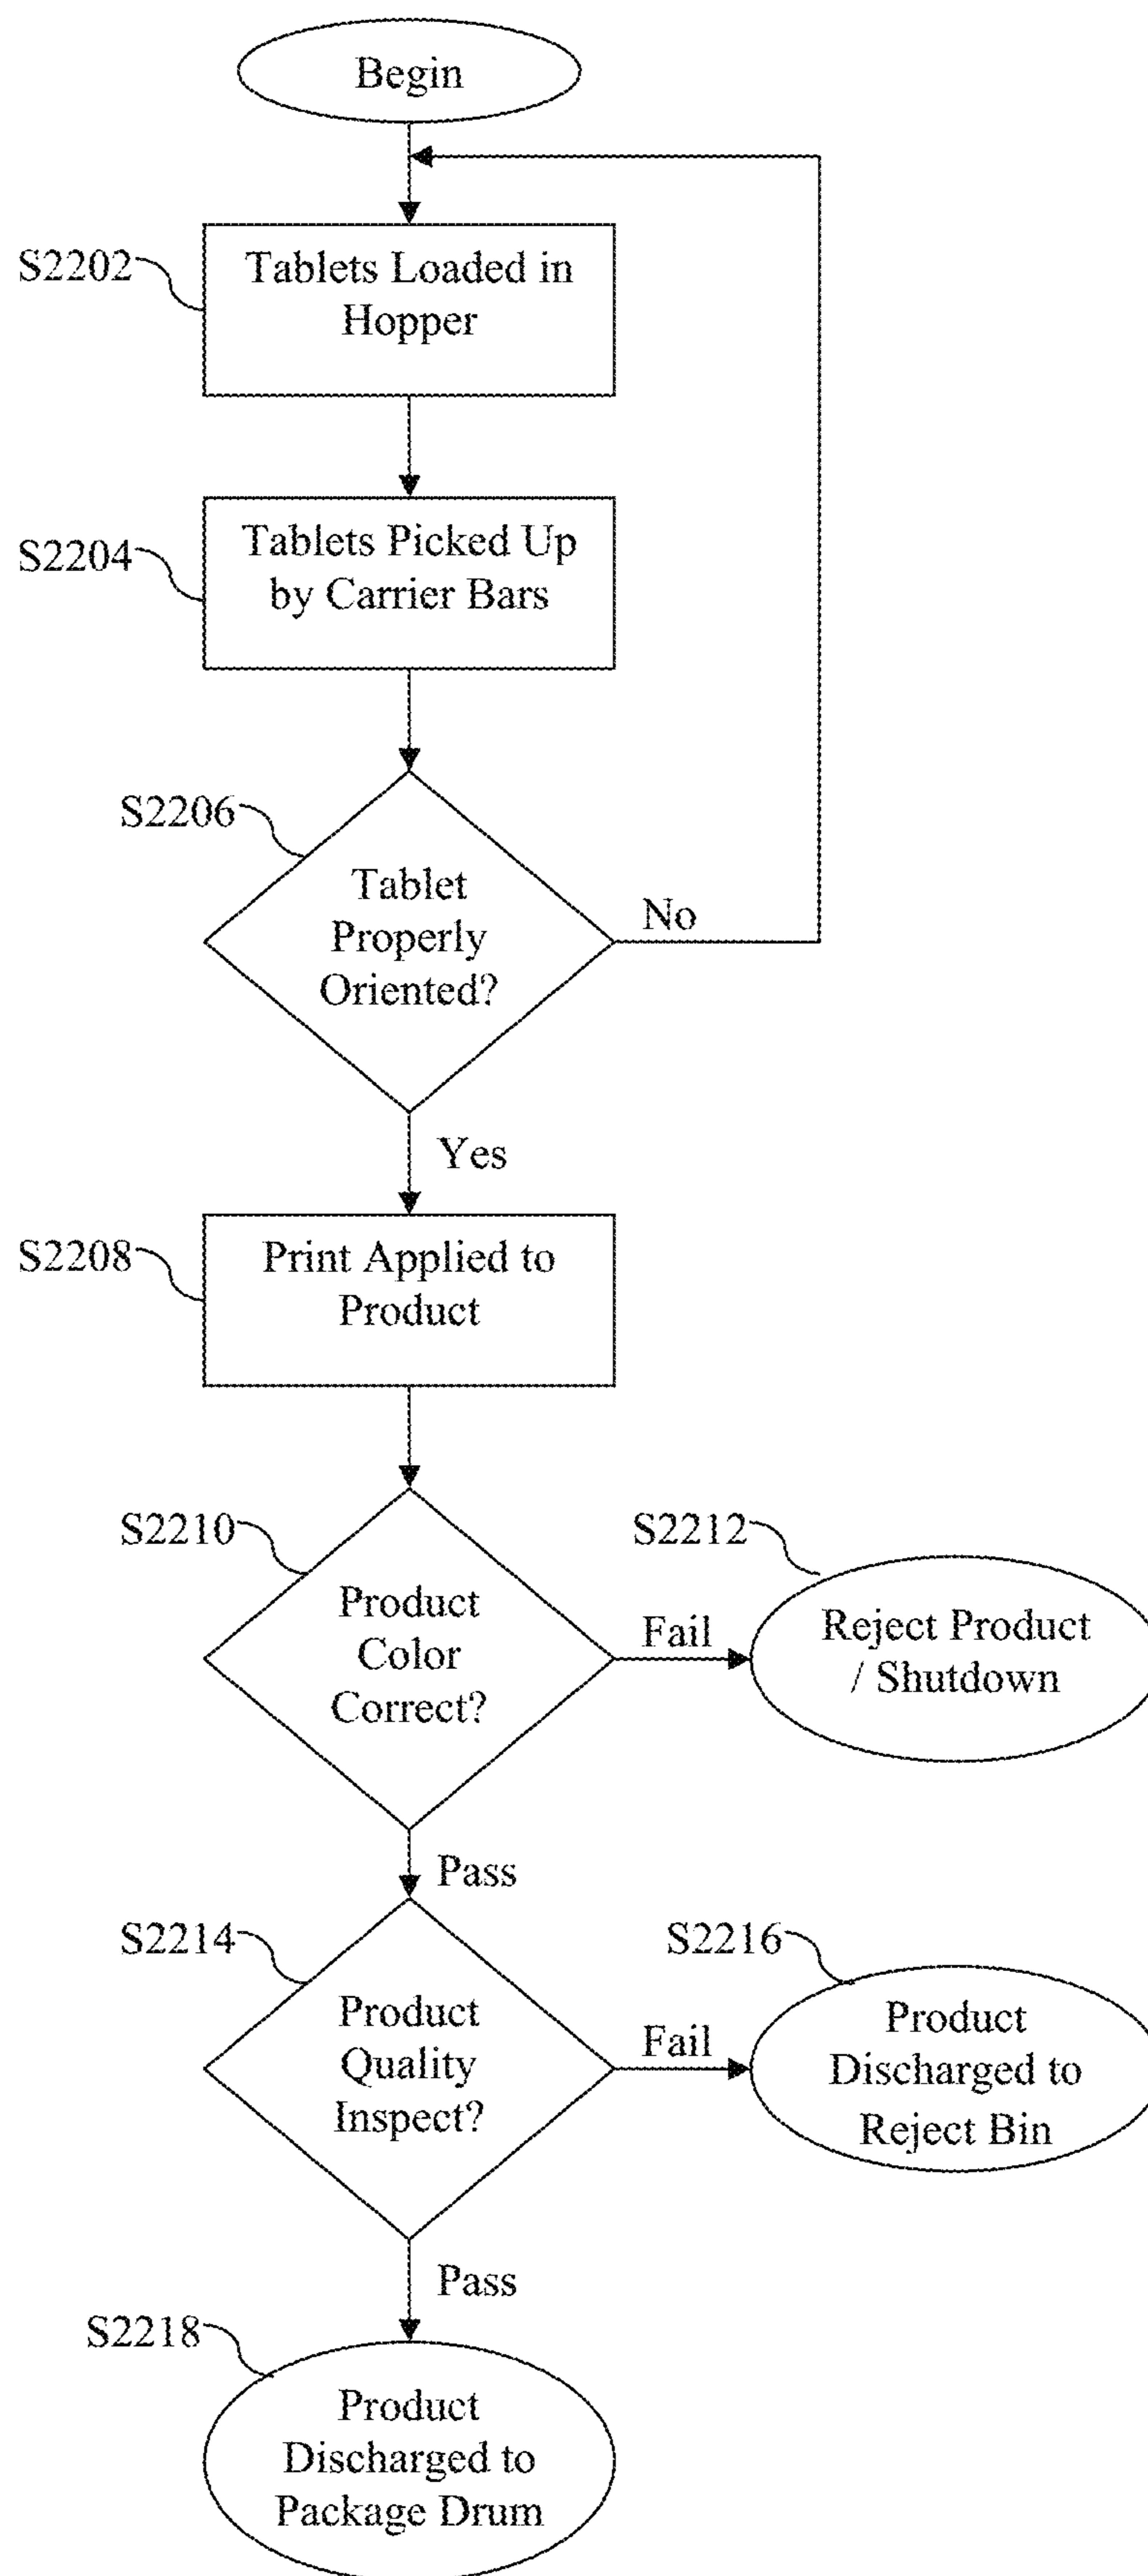 Begin
S2202
Tablets Loaded in
Hopper
S2204
Tablets Picked Up
by Carrier Bars
S2206
Tablet
Properly
Oriented?
No
Yes
S2208
Print Applied to
Product
S2210
Product
Color
Correct?
Fail
S2212
Reject Product
/ Shutdown
Pass
S2214
Product
Quality
Inspect?
Fail
S2216
Product
Discharged to
Reject Bin
Pass
S2218
Product
Discharged to
Package Drum